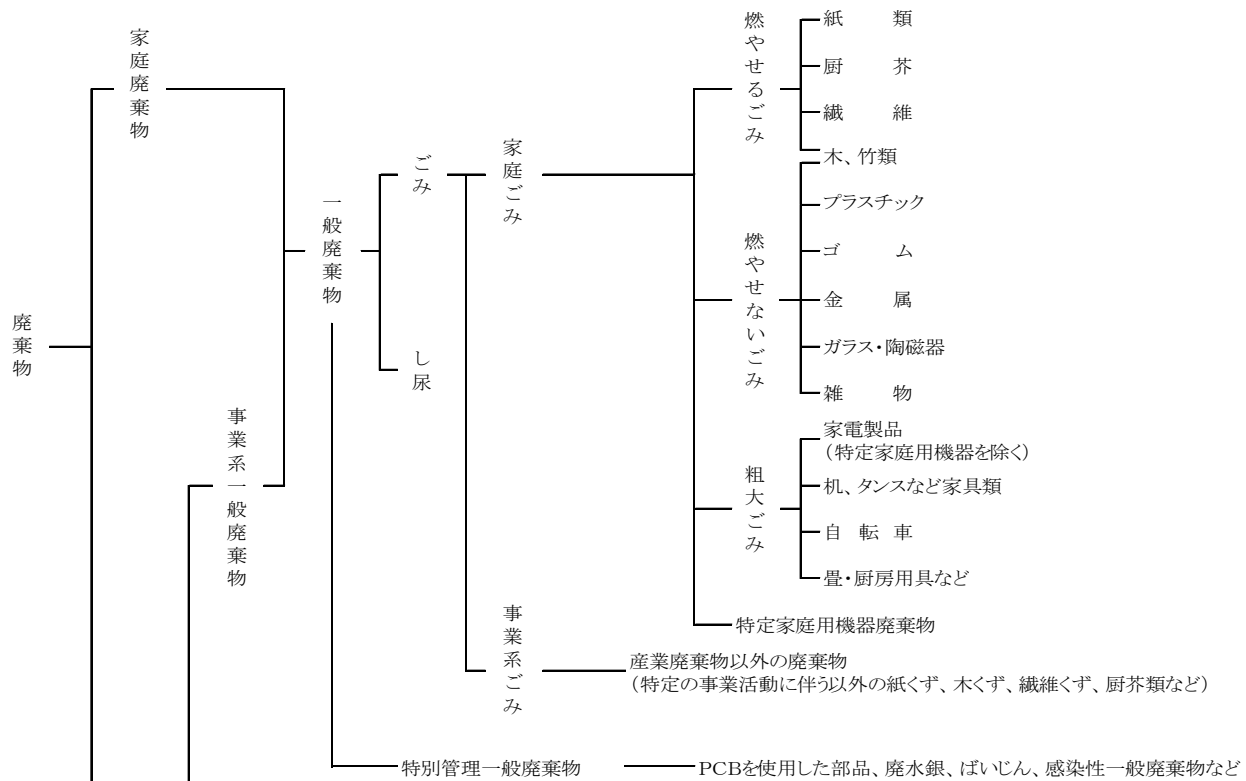 廃棄物
家庭廃棄物
事業系一般廃棄物
一般廃棄物
ごみ
し尿
家庭ごみ
燃やせるごみ
紙　類
厨　芥
繊　維
木、竹類
燃やせないごみ
プラスチック
ゴ　ム
金　属
ガラス・陶磁器
雑　物
粗大ごみ
家電製品
（特定家庭用機器を除く）
机、タンスなど家具類
自 転 車
畳・厨房用具など
特定家庭用機器廃棄物
事業系ごみ
産業廃棄物以外の廃棄物
（特定の事業活動に伴う以外の紙くず、木くず、繊維くず、厨芥類など）
特別管理一般廃棄物
PCBを使用した部品、廃水銀、ばいじん、感染性一般廃棄物など